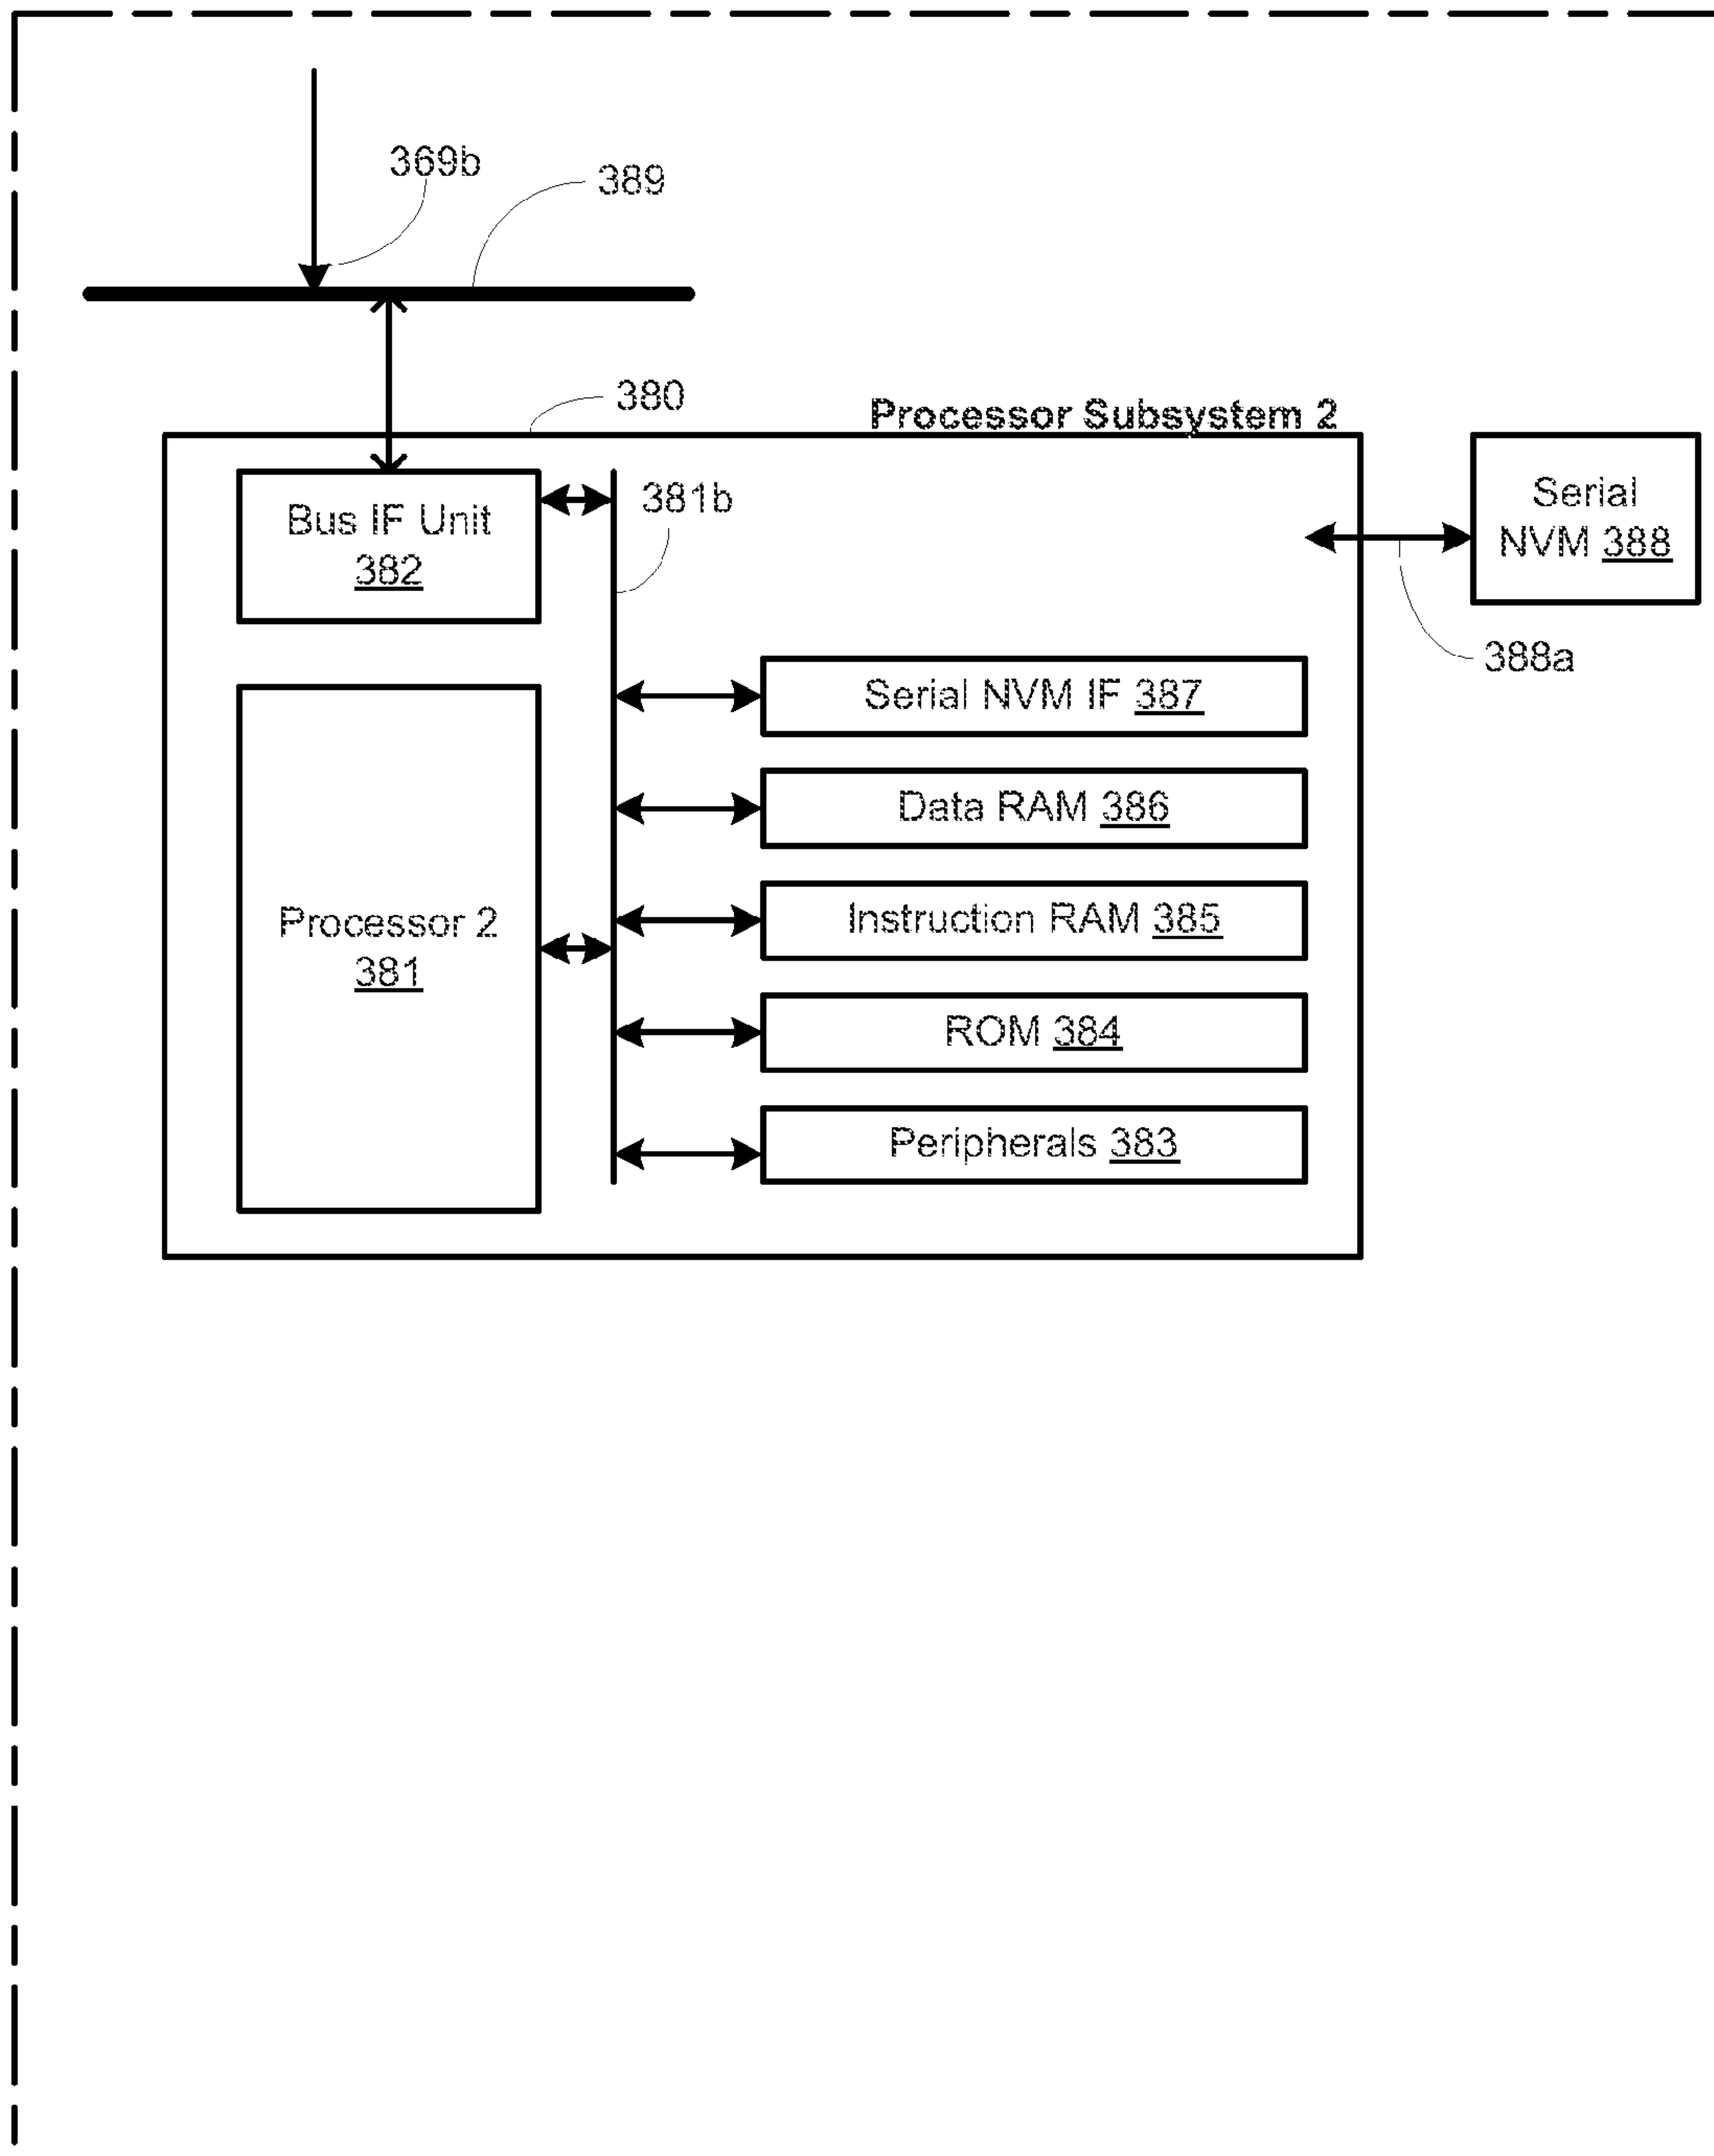 369b
389
380
Processor Subsystem 2
Bus IF Unit
382
381b
Serial
NVM 388
388a
Serial NVM IF 387
Data RAM 386
Instruction RAM 385
Processor 2
381
ROM 384
Peripherals 383